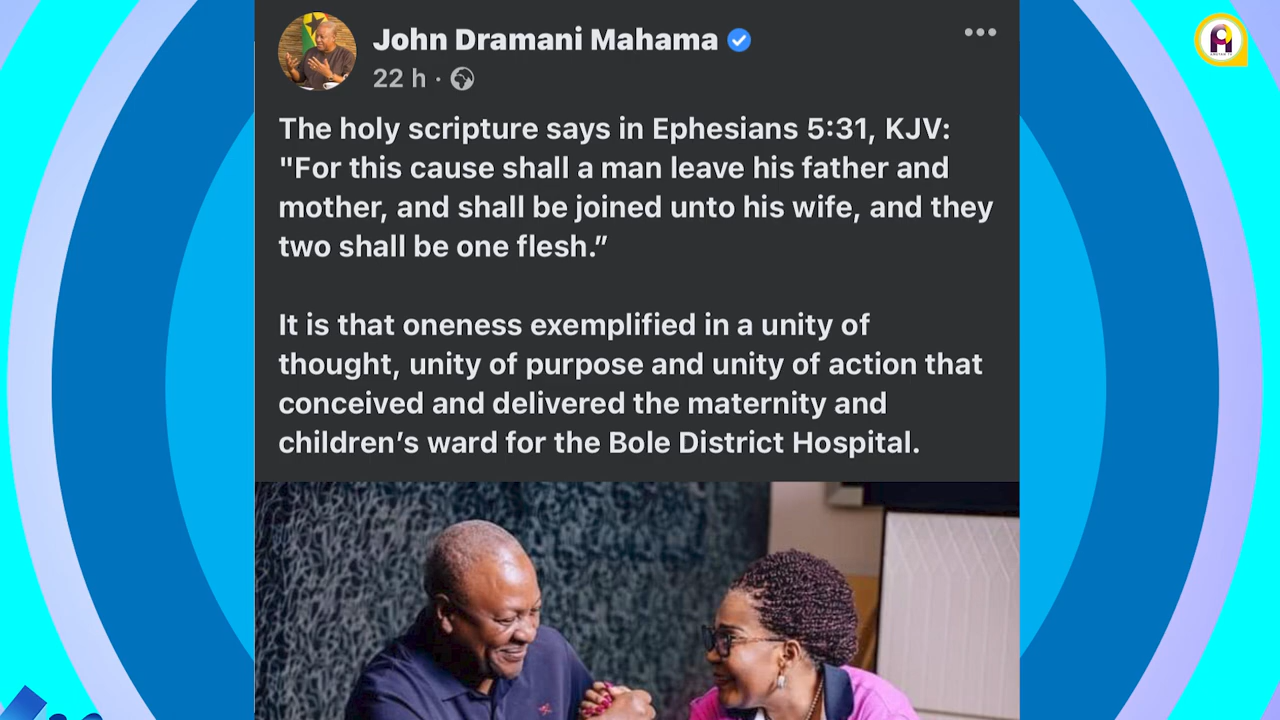 John Dramani Mahama
22 h ·
The holy scripture says in Ephesians 5:31, KJV:
"For this cause shall a man leave his father and
mother, and shall be joined unto his wife, and they
two shall be one flesh.”
It is that oneness exemplified in a unity of
thought, unity of purpose and unity of action that
conceived and delivered the maternity and
children’s ward for the Bole District Hospital.